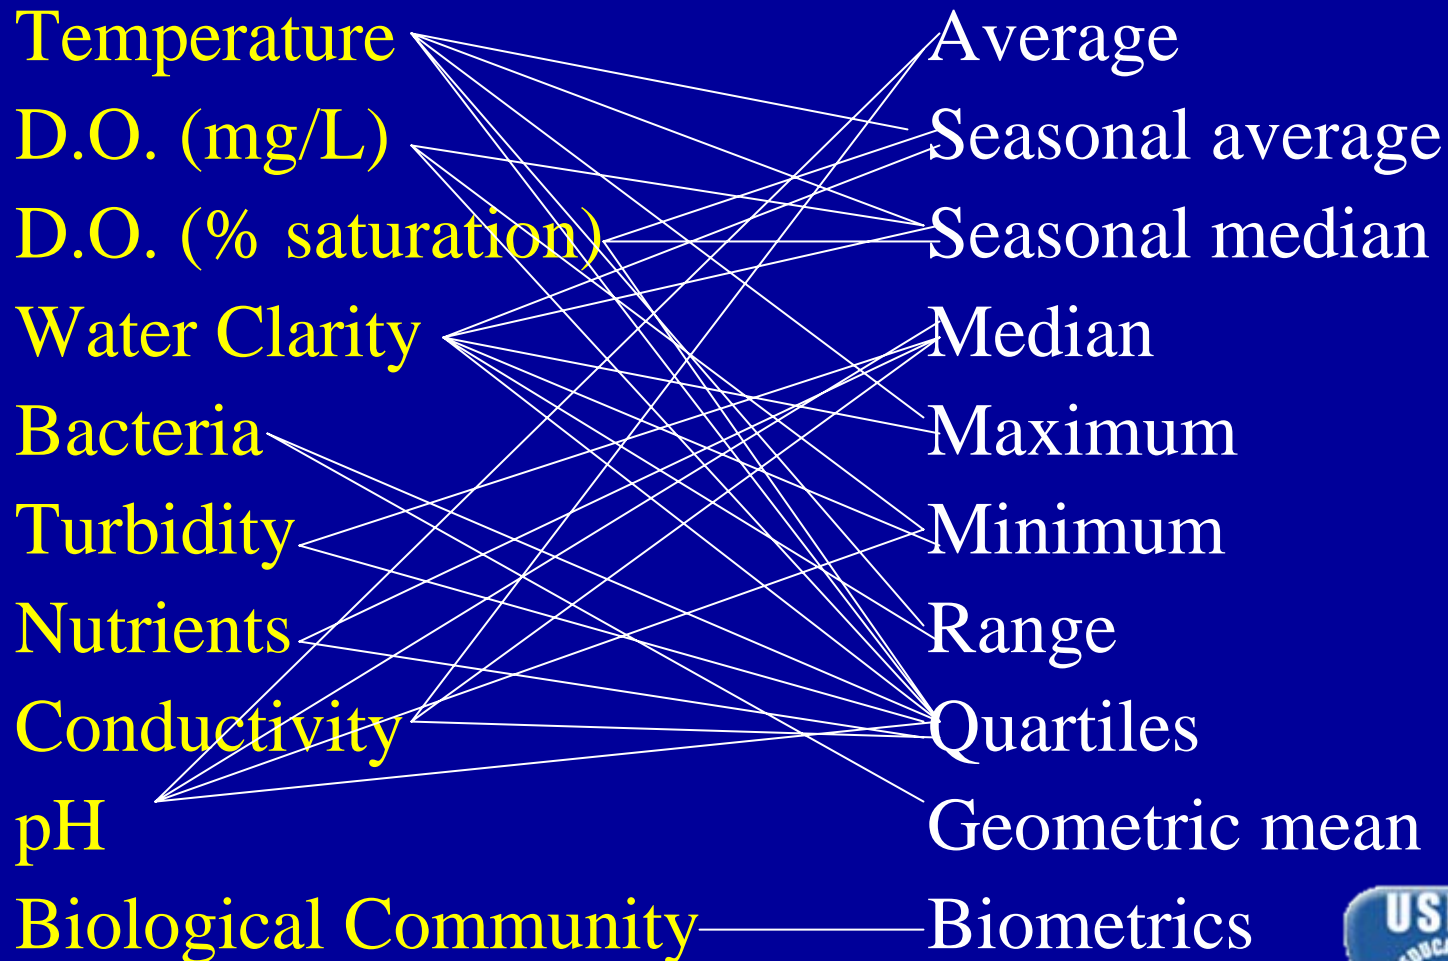 Temperature Average
D.O. (mg/L) Seasonal average
D.O. (% saturation) Seasonal median
Water Clarity Median
Bacteria Maximum
Turbidity Minimum
Nutrients Range
Conductivity Quartiles
pH Geometric mean
Biological Community Biometrics
US